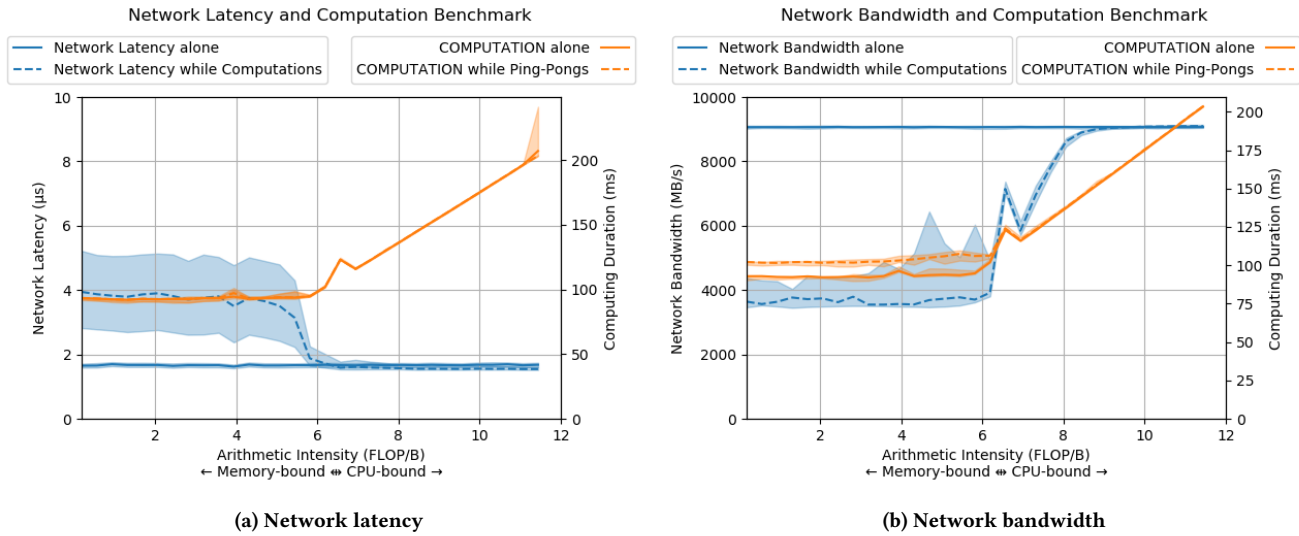 Network Latency and Computation Benchmark
Network Latency alone
Network Latency while Computations
COMPUTATION alone
COMPUTATION while Ping-Pongs
10
8
6
4
2
0
Network Latency (µs)
200
150
100
50
0
Computing Duration (ms)
2 4 6 8 10 12
Arithmetic Intensity (FLOP/B)
← Memory-bound ⇹ CPU-bound →
(a) Network latency
Network Bandwidth and Computation Benchmark
Network Bandwidth alone
Network Bandwidth while Computations
COMPUTATION alone
COMPUTATION while Ping-Pongs
10000
8000
6000
4000
2000
0
Network Bandwidth (MB/s)
200
175
150
125
100
75
50
25
0
Computing Duration (ms)
2 4 6 8 10 12
Arithmetic Intensity (FLOP/B)
← Memory-bound ⇹ CPU-bound →
(b) Network bandwidth